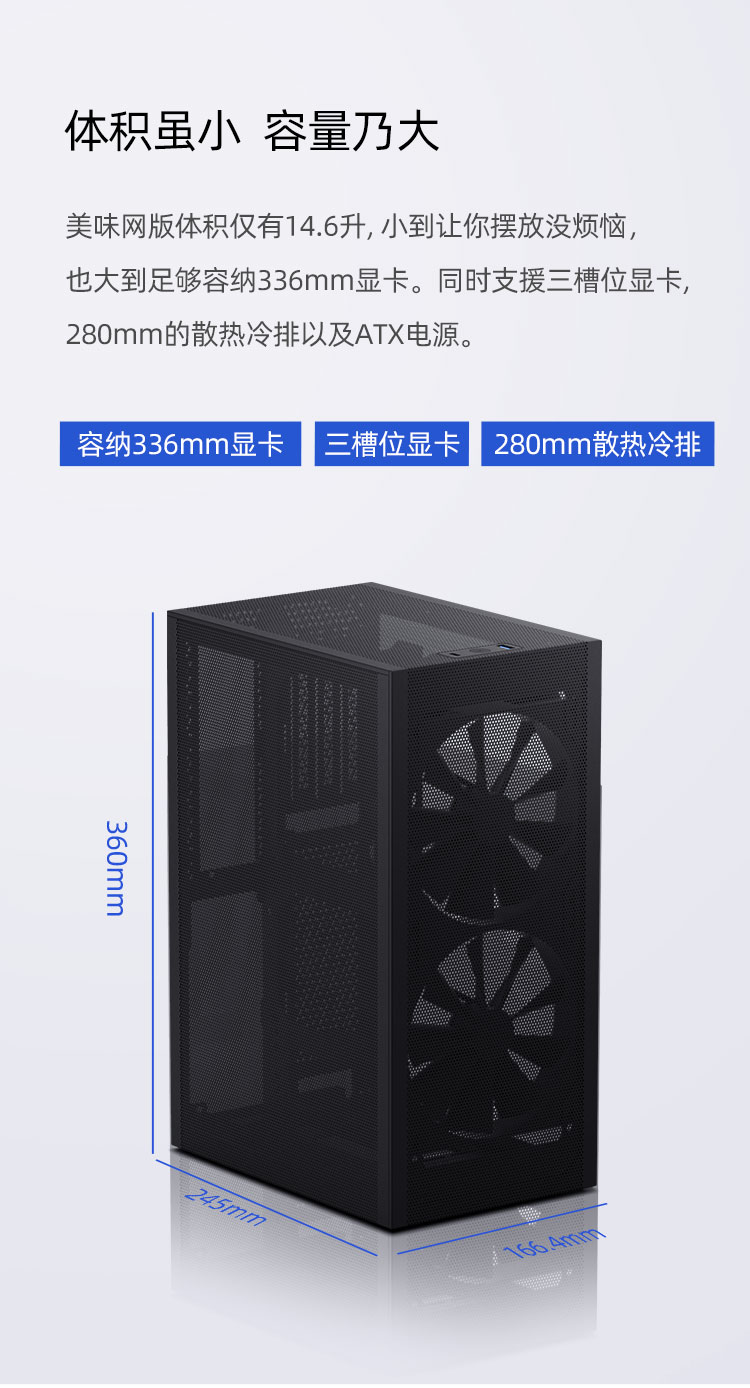 体积虽小 容量乃大
美味网版体积仅有14.6升, 小到让你摆放没烦恼,
也大到足够容纳336mm显卡。同时支援三槽位显卡,
280mm的散热冷排以及ATX电源。
容纳336mm显卡 三槽位显卡 280mm散热冷排
360mm
245mm
166.4mm